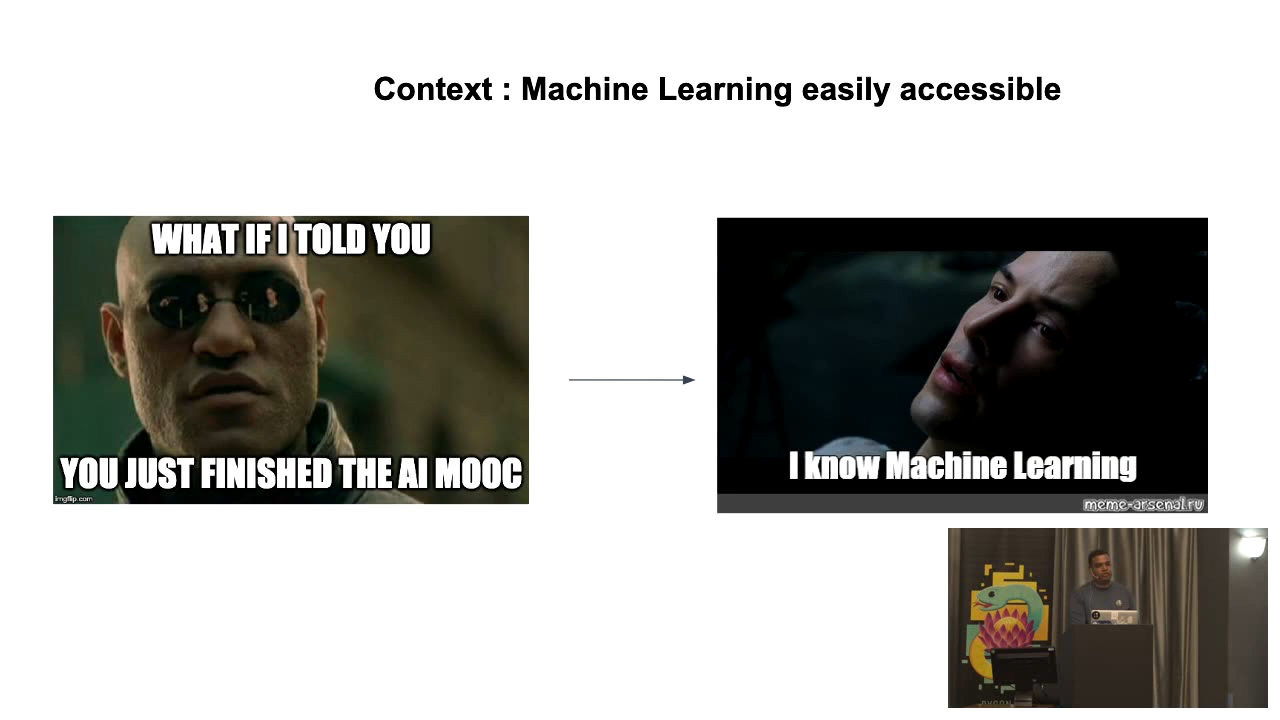 Context : Machine Learning easily accessible
WHAT IF I TOLD YOU
YOU JUST FINISHED THE AI MOOC
imgflip.com
I know Machine Learning
meme-arsenal.ru
PYCON